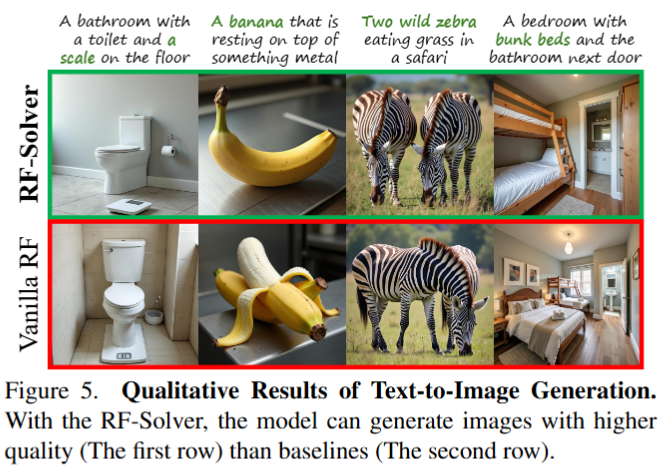 A bathroom with
a toilet and a
scale on the floor
A banana that is
resting on top of
something metal
Two wild zebra
eating grass in
a safari
A bedroom with
bunk beds and the
bathroom next door
RF-Solver
Vanilla RF
Figure 5. Qualitative Results of Text-to-Image Generation.
With the RF-Solver, the model can generate images with higher
quality (The first row) than baselines (The second row).